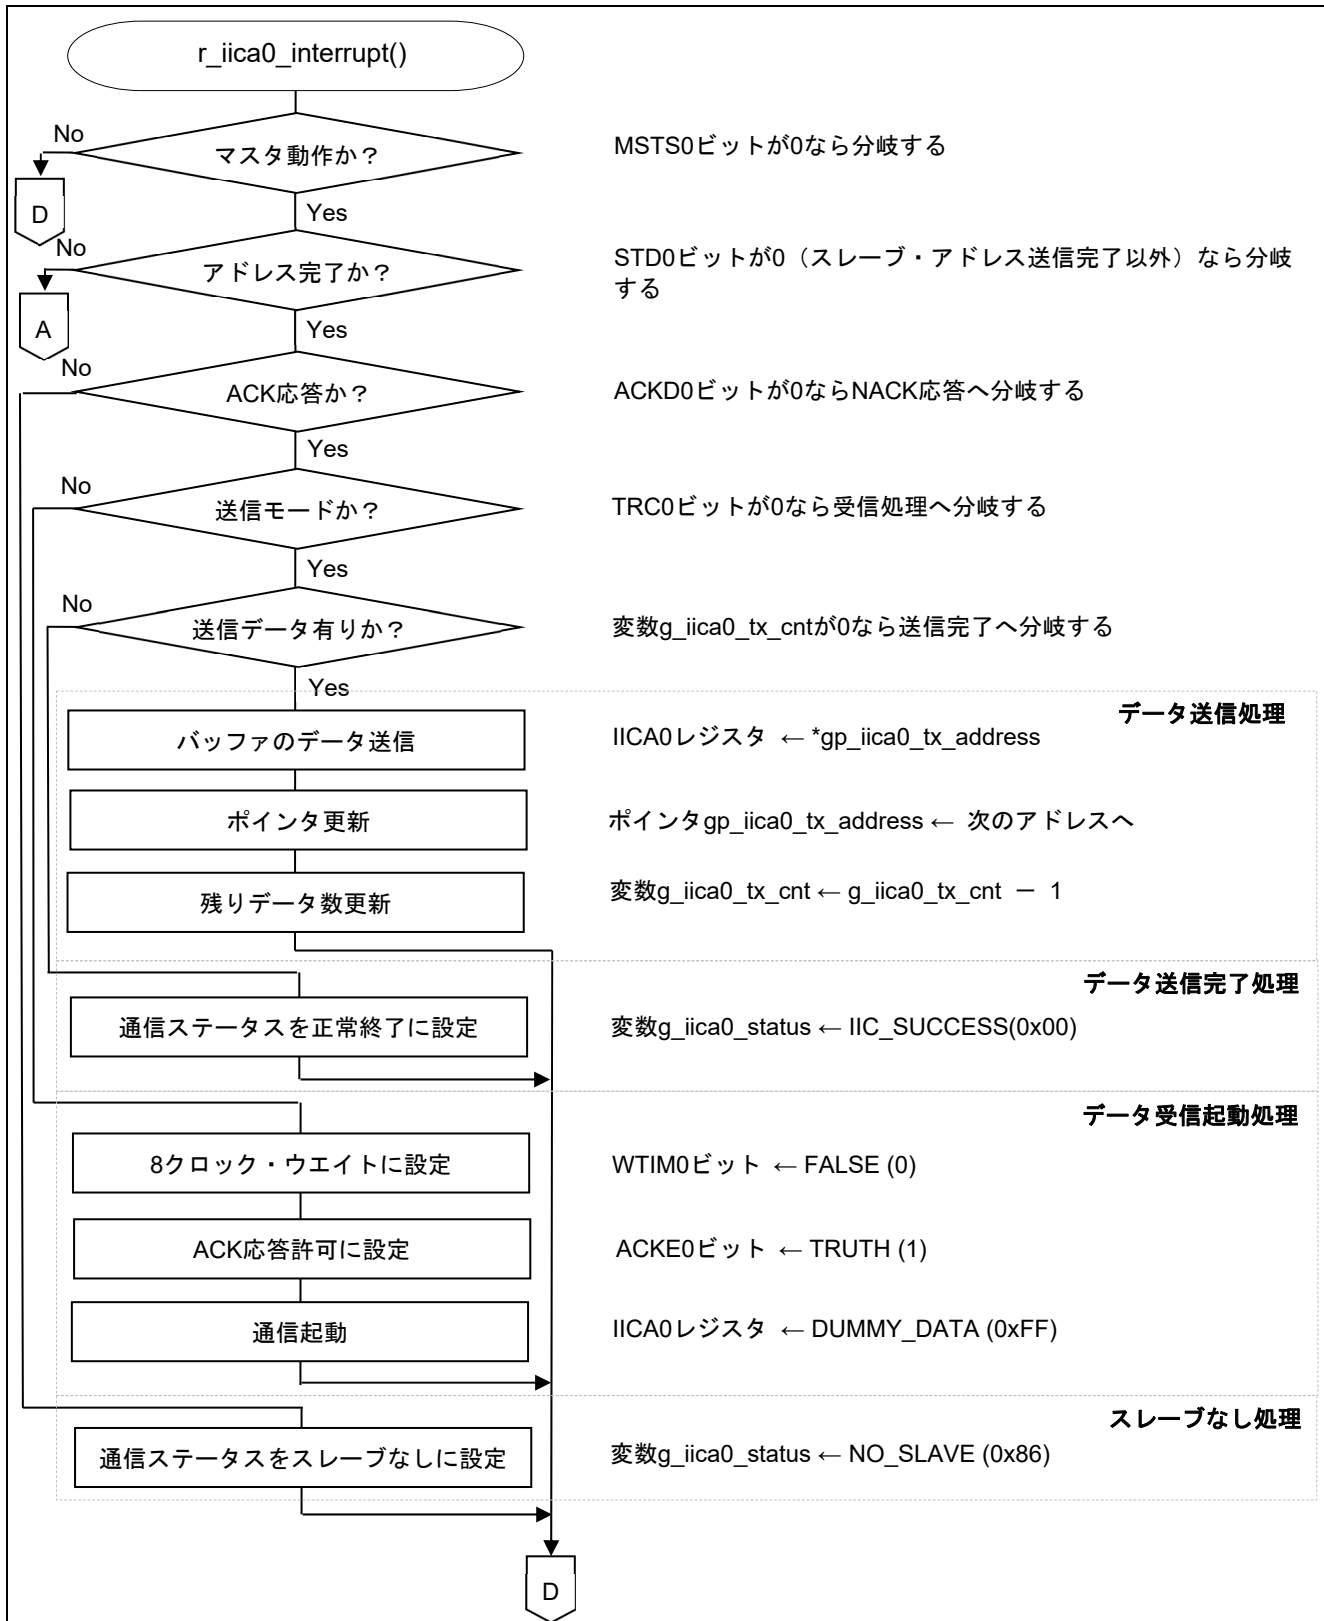 r_iica0_interrupt()
No
マスタ動作か？
MSTS0ビットが0なら分岐する
D
Yes
No
アドレス完了か？
STD0ビットが0（スレーブ・アドレス送信完了以外）なら分岐
する
A
Yes
No
ACK応答か？
ACKD0ビットが0ならNACK応答へ分岐する
Yes
No
送信モードか？
TRC0ビットが0なら受信処理へ分岐する
Yes
No
送信データ有りか？
変数g_iica0_tx_cntが0なら送信完了へ分岐する
Yes
データ送信処理
バッファのデータ送信
IICA0レジスタ ← *gp_iica0_tx_address
ポインタ更新
ポインタgp_iica0_tx_address ← 次のアドレスへ
残りデータ数更新
変数g_iica0_tx_cnt ← g_iica0_tx_cnt － 1
データ送信完了処理
通信ステータスを正常終了に設定
変数g_iica0_status ← IIC_SUCCESS(0x00)
データ受信起動処理
8クロック・ウエイトに設定
WTIM0ビット ← FALSE (0)
ACK応答許可に設定
ACKE0ビット ← TRUTH (1)
通信起動
IICA0レジスタ ← DUMMY_DATA (0xFF)
スレーブなし処理
通信ステータスをスレーブなしに設定
変数g_iica0_status ← NO_SLAVE (0x86)
D